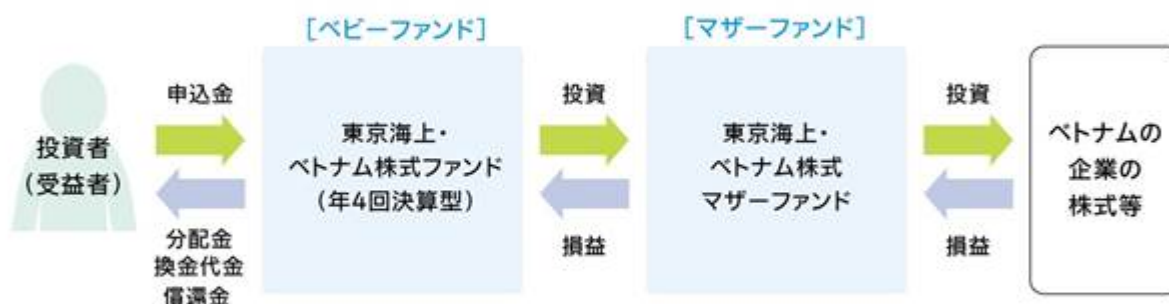 [ベビーファンド]
[マザーファンド]
投資者
(受益者)
申込金
分配金
換金代金
償還金
東京海上・
ベトナム株式ファンド
(年4回決算型)
投資
損益
東京海上・
ベトナム株式
マザーファンド
投資
損益
ベトナムの
企業の
株式等